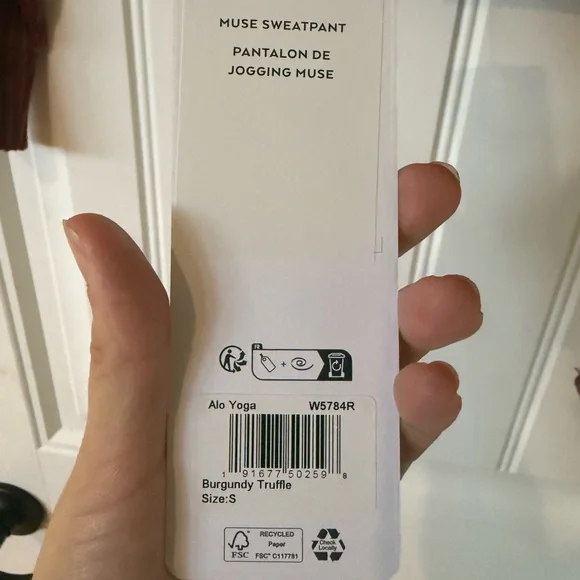 MUSE SWEATPANT
PANTALON DE
JOGGING MUSE
FR
Alo Yoga W5784R
1 91677 50259 8
Burgundy Truffle
Size:S
FSC
RECYCLED
Paper
FSC® C117781
Check
Locally